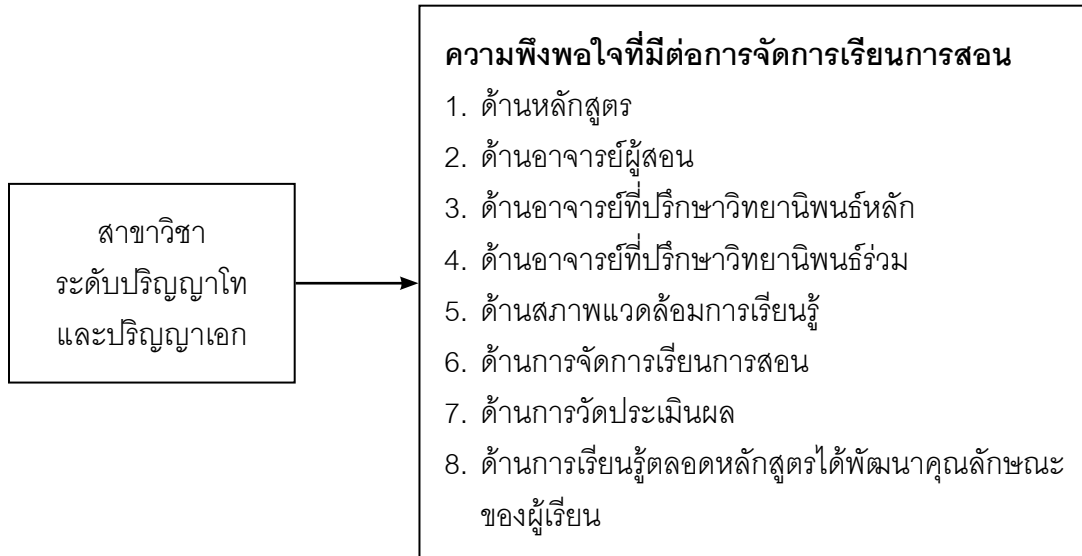 ความพึงพอใจที่มีต่อการจัดการเรียนการสอน
1. ด้านหลักสูตร
2. ด้านอาจารย์ผู้สอน
3. ด้านอาจารย์ที่ปรึกษาวิทยานิพนธ์หลัก
4. ด้านอาจารย์ที่ปรึกษาวิทยานิพนธ์ร่วม
5. ด้านสภาพแวดล้อมการเรียนรู้
6. ด้านการจัดการเรียนการสอน
7. ด้านการวัดประเมินผล
8. ด้านการเรียนรู้ตลอดหลักสูตรได้พัฒนาคุณลักษณะ
ของผู้เรียน
สาขาวิชา
ระดับปริญญาโท
และปริญญาเอก